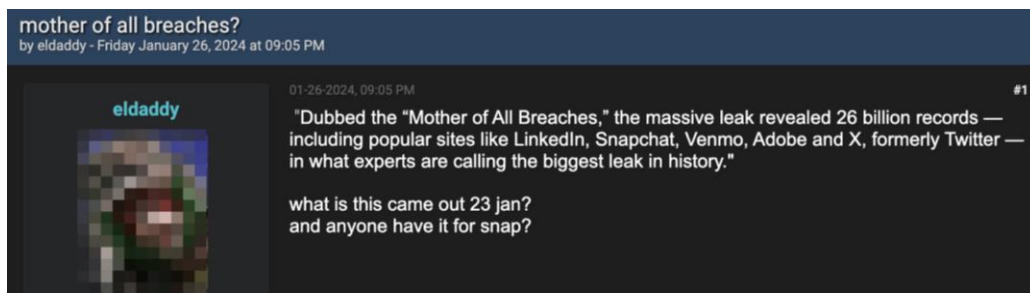 mother of all breaches?
by eldaddy - Friday January 26, 2024 at 09:05 PM
01-26-2024, 09:05 PM #1
eldaddy
"Dubbed the “Mother of All Breaches,” the massive leak revealed 26 billion records —
including popular sites like LinkedIn, Snapchat, Venmo, Adobe and X, formerly Twitter —
in what experts are calling the biggest leak in history."
what is this came out 23 jan?
and anyone have it for snap?